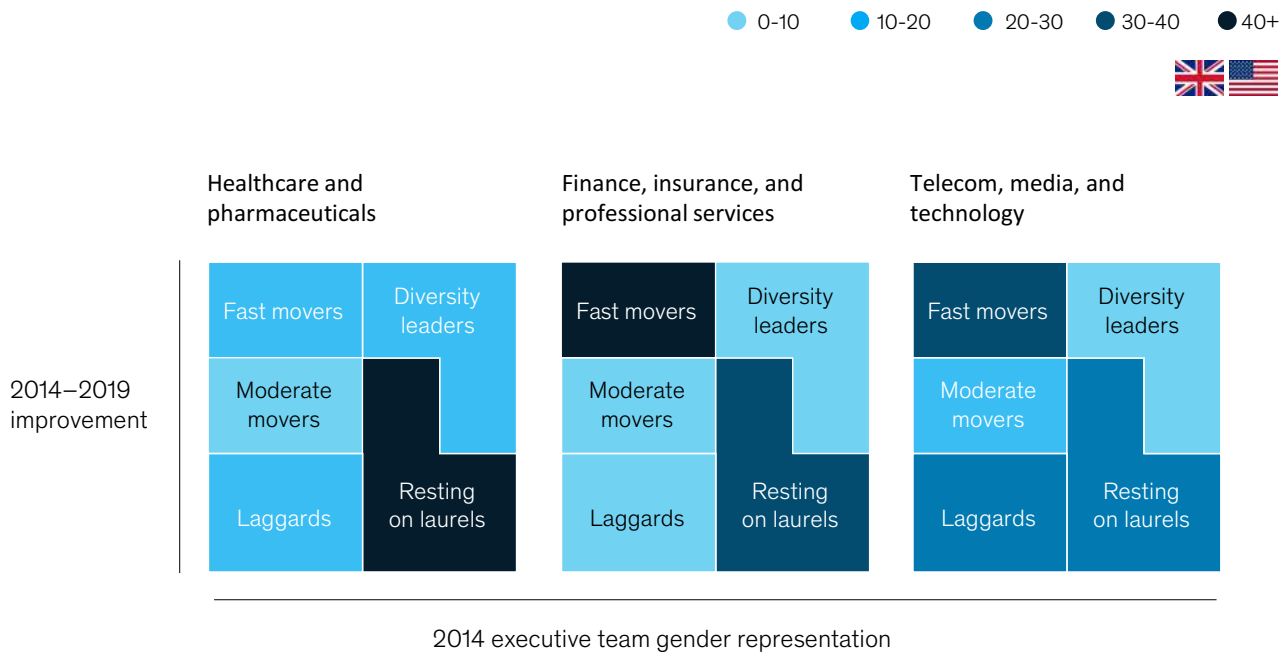 0-10
10-20
20-30
30-40
40+
Healthcare and
pharmaceuticals
Finance, insurance, and
professional services
Telecom, media, and
technology
2014–2019
improvement
Fast movers
Diversity
leaders
Moderate
movers
Laggards
Resting
on laurels
Fast movers
Diversity
leaders
Moderate
movers
Laggards
Resting
on laurels
Fast movers
Diversity
leaders
Moderate
movers
Laggards
Resting
on laurels
2014 executive team gender representation